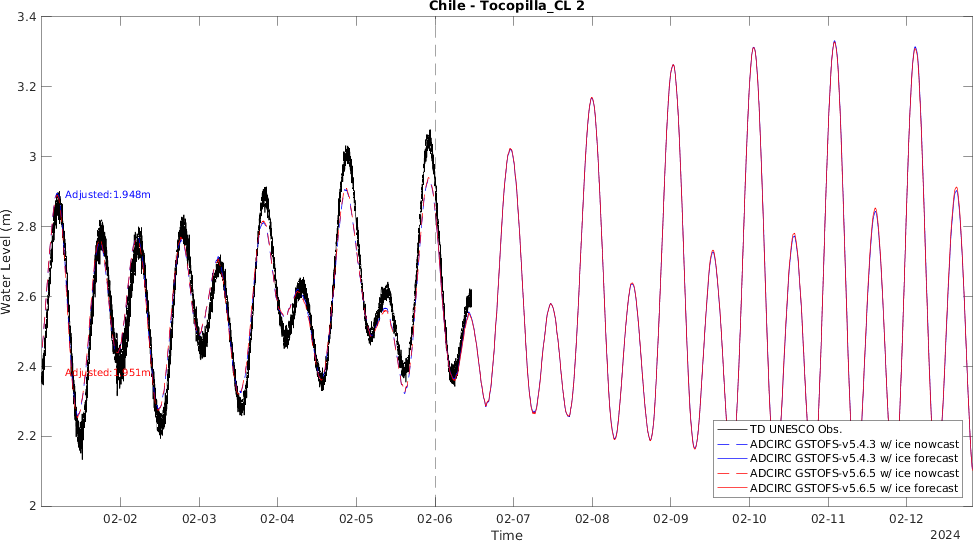 Chile - Tocopilla_CL 2
3.4
3.2
3
2.8
2.6
2.4
2.2
2
Water Level (m)
Adjusted:1.948m
Adjusted:1.951m
TD UNESCO Obs.
ADCIRC GSTOFS-v5.4.3 w/ ice nowcast
ADCIRC GSTOFS-v5.4.3 w/ ice forecast
ADCIRC GSTOFS-v5.6.5 w/ ice nowcast
ADCIRC GSTOFS-v5.6.5 w/ ice forecast
02-02 02-03 02-04 02-05 02-06 02-07 02-08 02-09 02-10 02-11 02-12
Time
2024